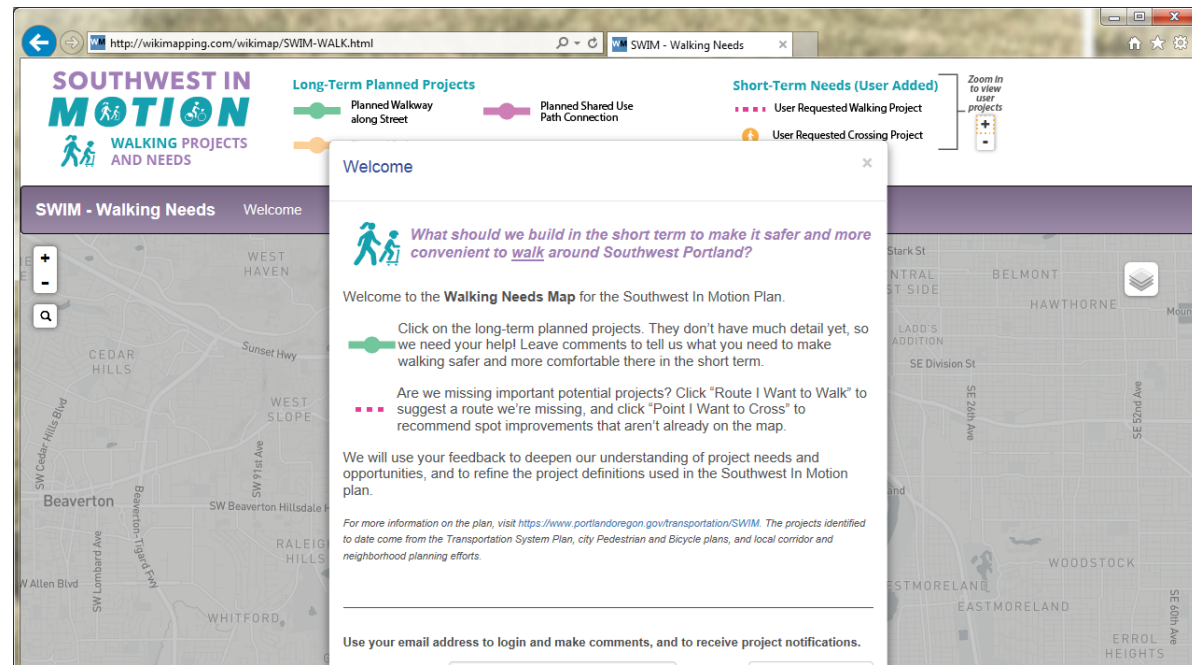 http://wikimapping.com/wikimap/SWIM-WALK.html
WM SWIM - Walking Needs
SOUTHWEST IN
MOTION
WALKING PROJECTS
AND NEEDS
Long-Term Planned Projects
Planned Walkway
along Street
Planned Shared Use
Path Connection
Short-Term Needs (User Added)
User Requested Walking Project
User Requested Crossing Project
Zoom in
to view
user
projects
+
-
SWIM - Walking Needs
Welcome
Welcome
×
What should we build in the short term to make it safer and more
convenient to walk around Southwest Portland?
Welcome to the Walking Needs Map for the Southwest In Motion Plan.
Click on the long-term planned projects. They don’t have much detail yet, so
we need your help! Leave comments to tell us what you need to make
walking safer and more comfortable there in the short term.
Are we missing important potential projects? Click “Route I Want to Walk” to
suggest a route we’re missing, and click “Point I Want to Cross” to
recommend spot improvements that aren’t already on the map.
We will use your feedback to deepen our understanding of project needs and
opportunities, and to refine the project definitions used in the Southwest In Motion
plan.
For more information on the plan, visit https://www.portlandoregon.gov/transportation/SWIM. The projects identified
to date come from the Transportation System Plan, city Pedestrian and Bicycle plans, and local corridor and
neighborhood planning efforts.
Use your email address to login and make comments, and to receive project notifications.
+
-
WEST
HAVEN
CEDAR
HILLS
Sunset Hwy
WEST
SLOPE
SW Cedar Hills Blvd
SW 91st Ave
Beaverton
SW Beaverton Hillsdale H
Beaverton-Tigard Fwy
RALEIG
HILLS
SW Lombard Ave
W Allen Blvd
WHITFORD
Stark St
NTRAL
ST SIDE
BELMONT
HAWTHORNE
Moun
LADD'S
ADDITION
SE Division St
SE 26th Ave
SE 52nd Ave
and
WOODSTOCK
ESTMORELAND
EASTMORELAND
SE 60th Ave
ERROL
HEIGHTS